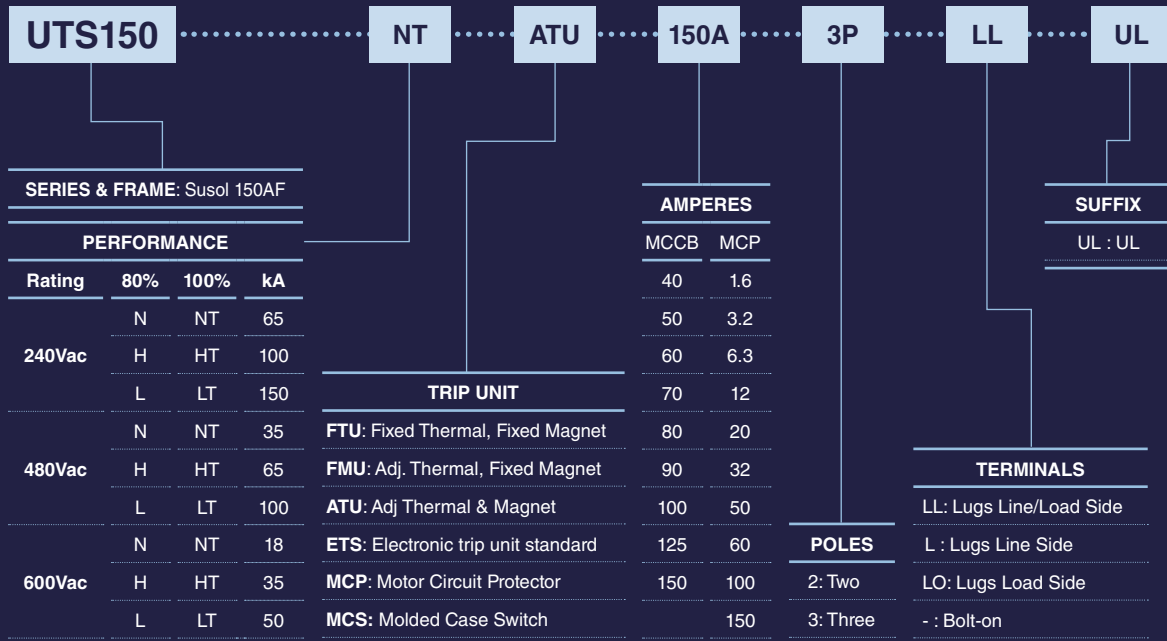 UTS150 NT ATU 150A 3P LL UL
SERIES & FRAME: Susol 150AF
PERFORMANCE
Rating 80% 100% kA
240Vac
N NT 65
H HT 100
L LT 150
480Vac
N NT 35
H HT 65
L LT 100
600Vac
N NT 18
H HT 35
L LT 50
TRIP UNIT
FTU: Fixed Thermal, Fixed Magnet
FMU: Adj. Thermal, Fixed Magnet
ATU: Adj Thermal & Magnet
ETS: Electronic trip unit standard
MCP: Motor Circuit Protector
MCS: Molded Case Switch
AMPERES
MCCB MCP
40 1.6
50 3.2
60 6.3
70 12
80 20
90 32
100 50
125 60
150 100
150
POLES
2: Two
3: Three
TERMINALS
LL: Lugs Line/Load Side
L : Lugs Line Side
LO: Lugs Load Side
- : Bolt-on
SUFFIX
UL : UL